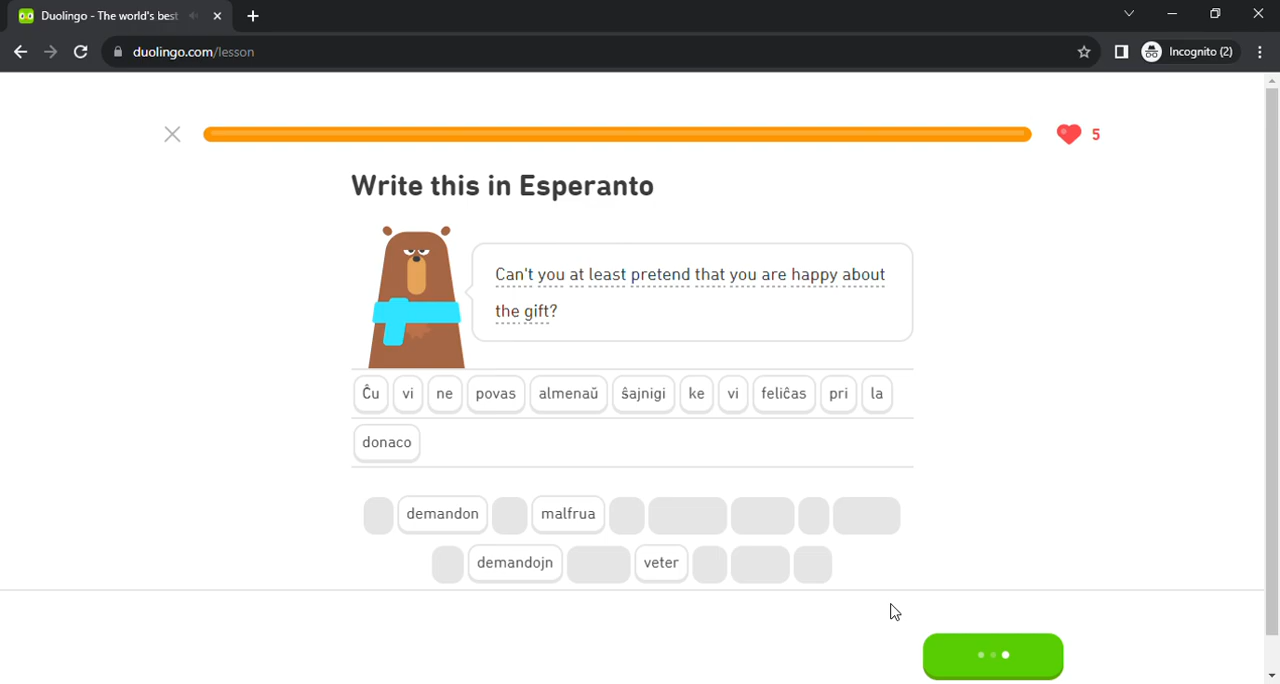 Duolingo - The world's best
duolingo.com/lesson
Incognito (2)
5
Write this in Esperanto
Can't you at least pretend that you are happy about
the gift?
Ĉu vi ne povas almenaŭ ŝajnigi ke vi feliĉas pri la
donaco
demandon malfrua
demandojn veter